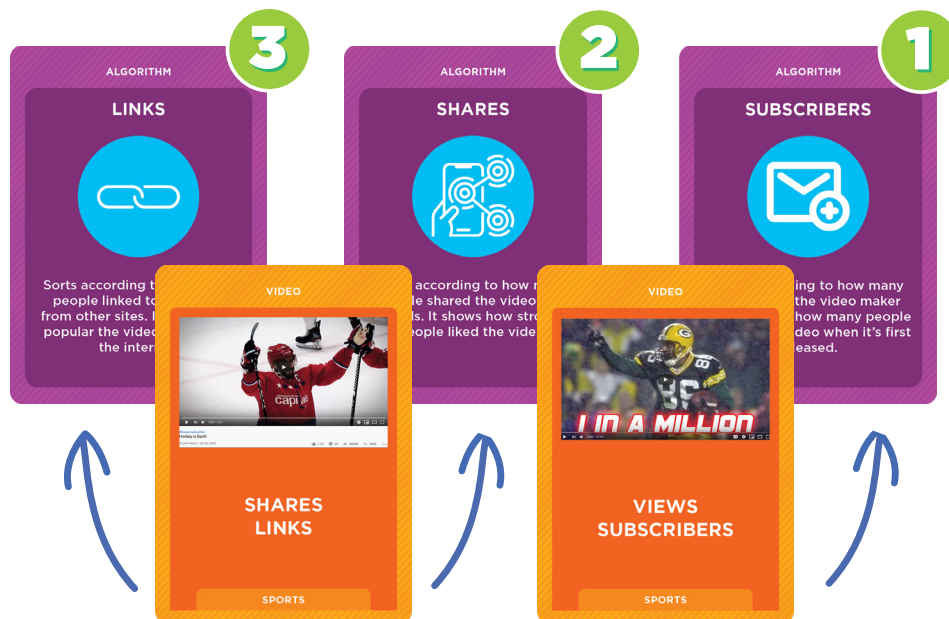 3
ALGORITHM
LINKS
Sorts according t
people linked to
from other sites. I
popular the vide
the inter
2
ALGORITHM
SHARES
according to how
le shared the video
s. It shows how stro
eople liked the vide
1
ALGORITHM
SUBSCRIBERS
ing to how many
the video maker
how many people
deo when it's first
eased.
VIDEO
Capitals
Hockey is Back!
SHARES
LINKS
SPORTS
VIDEO
G
86
1 IN A MILLION
VIEWS
SUBSCRIBERS
SPORTS